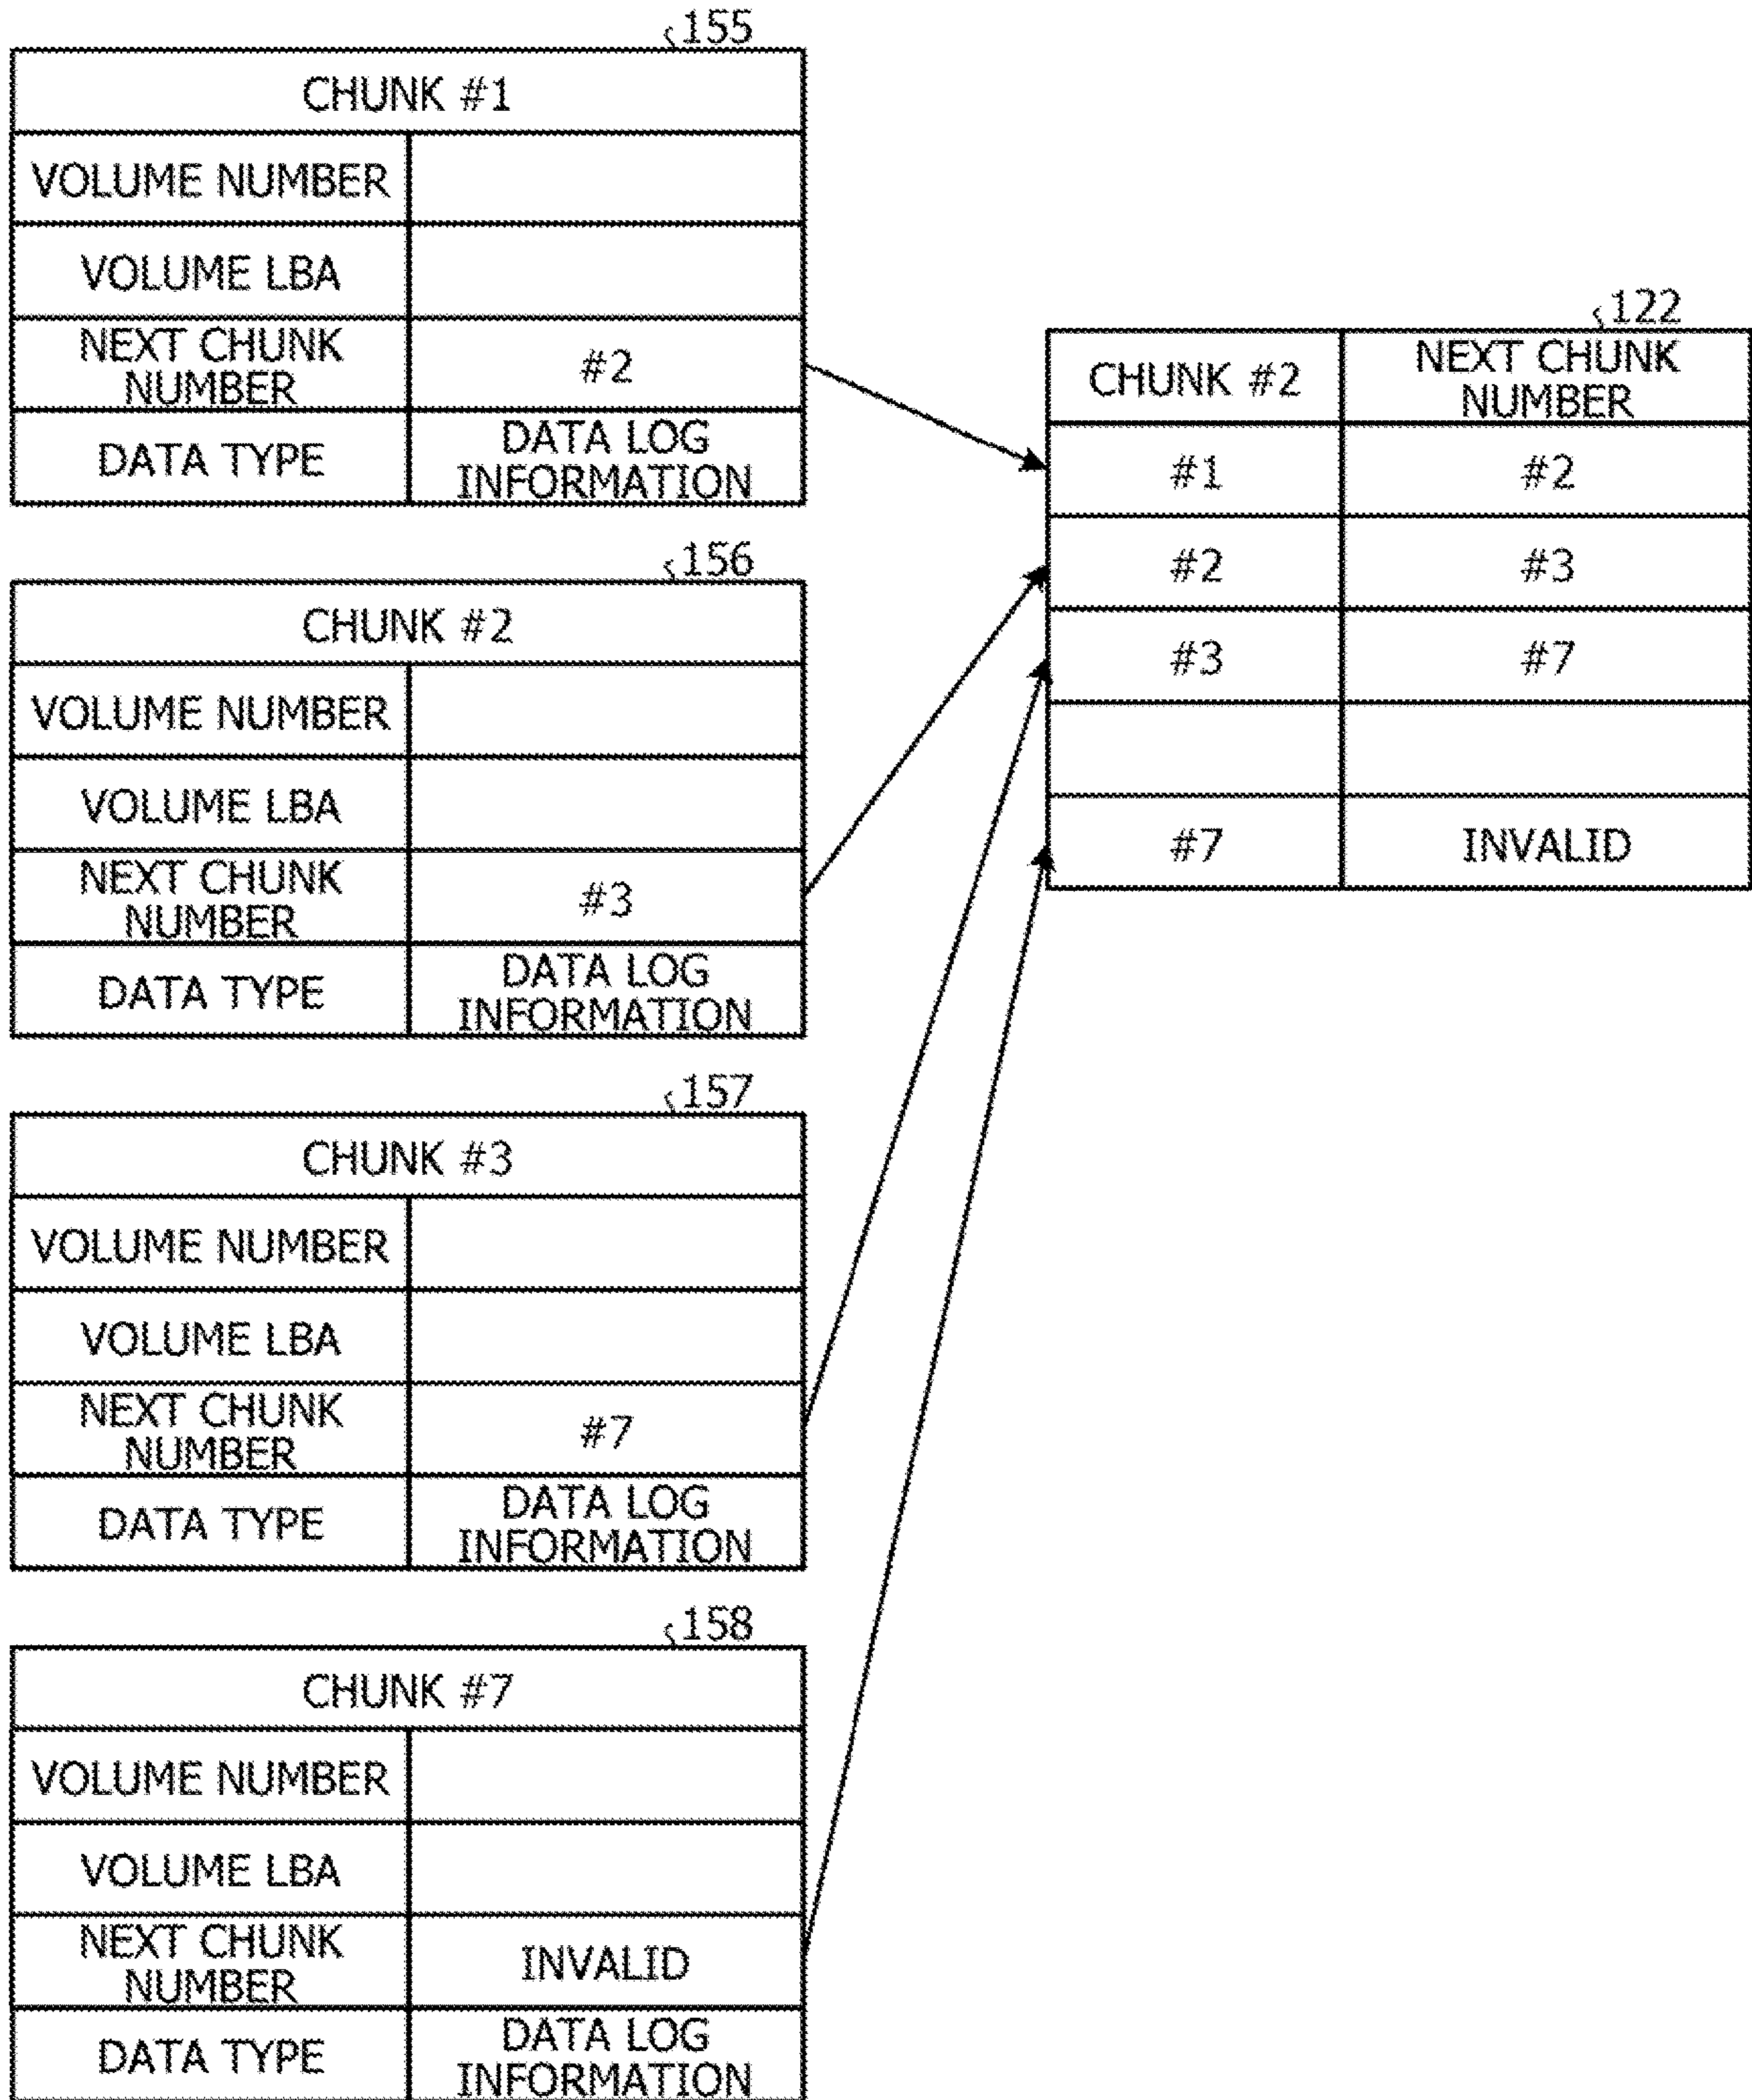 155
CHUNK #1
VOLUME NUMBER
VOLUME LBA
NEXT CHUNK
NUMBER
#2
DATA TYPE
DATA LOG
INFORMATION
156
CHUNK #2
VOLUME NUMBER
VOLUME LBA
NEXT CHUNK
NUMBER
#3
DATA TYPE
DATA LOG
INFORMATION
157
CHUNK #3
VOLUME NUMBER
VOLUME LBA
NEXT CHUNK
NUMBER
#7
DATA TYPE
DATA LOG
INFORMATION
158
CHUNK #7
VOLUME NUMBER
VOLUME LBA
NEXT CHUNK
NUMBER
INVALID
DATA TYPE
DATA LOG
INFORMATION
122
CHUNK #2
NEXT CHUNK
NUMBER
#1
#2
#2
#3
#3
#7
#7
INVALID